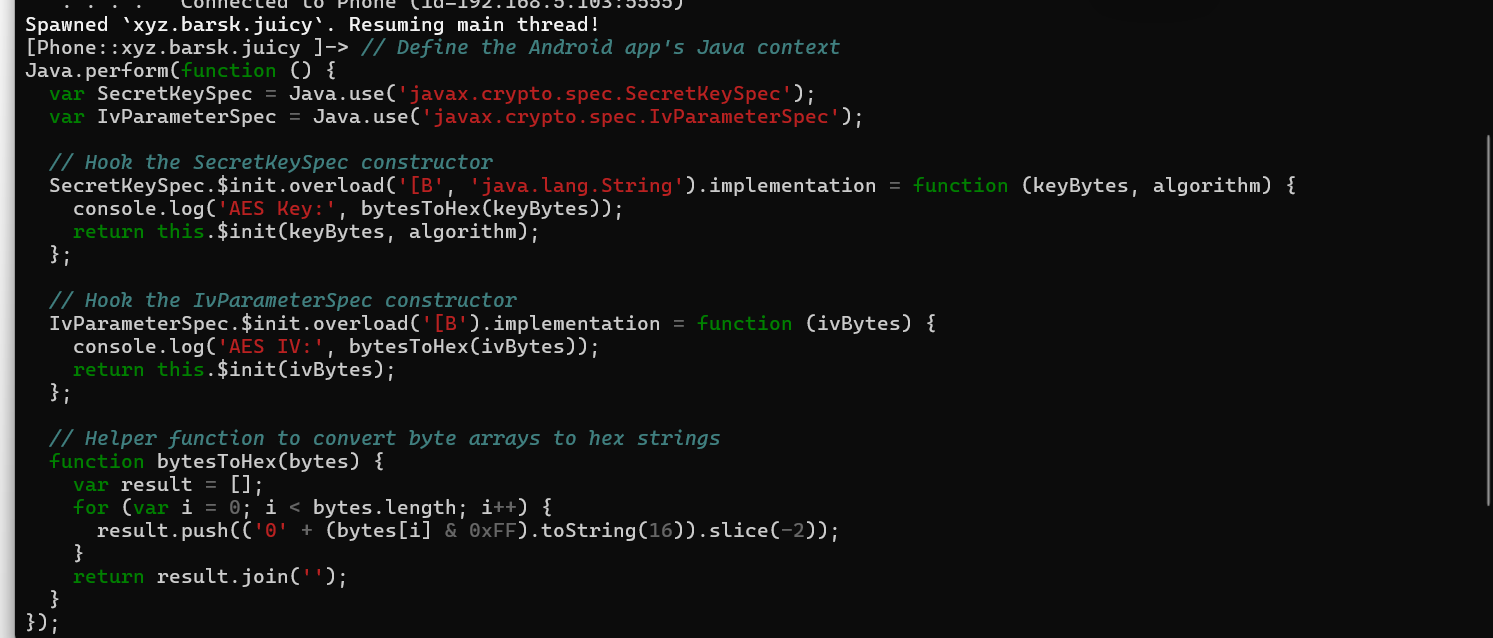 . . . .   Connected to Phone (id=192.168.5.103:5555)
Spawned `xyz.barsk.juicy`. Resuming main thread!
[Phone::xyz.barsk.juicy ]-> // Define the Android app's Java context
Java.perform(function () {
  var SecretKeySpec = Java.use('javax.crypto.spec.SecretKeySpec');
  var IvParameterSpec = Java.use('javax.crypto.spec.IvParameterSpec');

  // Hook the SecretKeySpec constructor
  SecretKeySpec.$init.overload('[B', 'java.lang.String').implementation = function (keyBytes, algorithm) {
    console.log('AES Key:', bytesToHex(keyBytes));
    return this.$init(keyBytes, algorithm);
  };

  // Hook the IvParameterSpec constructor
  IvParameterSpec.$init.overload('[B').implementation = function (ivBytes) {
    console.log('AES IV:', bytesToHex(ivBytes));
    return this.$init(ivBytes);
  };

  // Helper function to convert byte arrays to hex strings
  function bytesToHex(bytes) {
    var result = [];
    for (var i = 0; i < bytes.length; i++) {
      result.push(('0' + (bytes[i] & 0xFF).toString(16)).slice(-2));
    }
    return result.join('');
  }
});